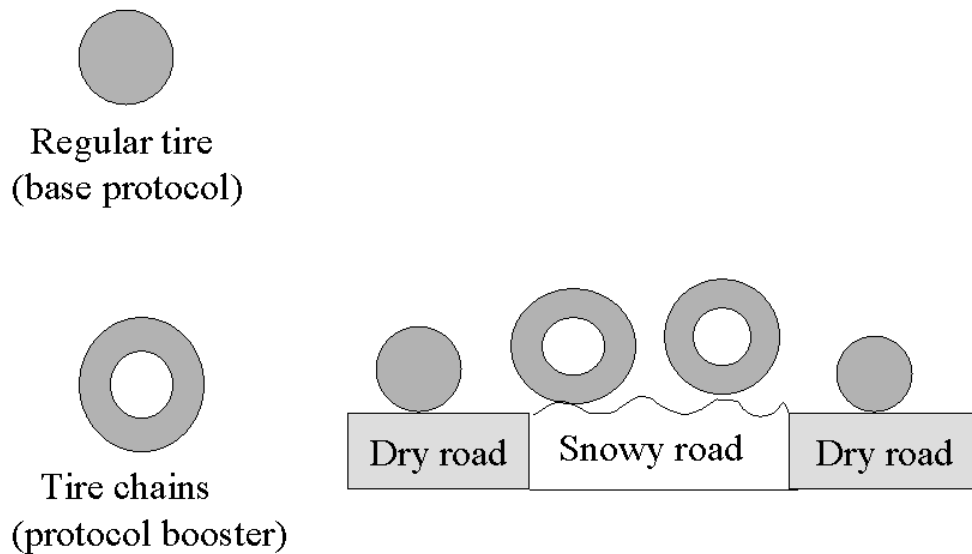 Regular tire
(base protocol)
Tire chains
(protocol booster)
Dry road
Snowy road
Dry road